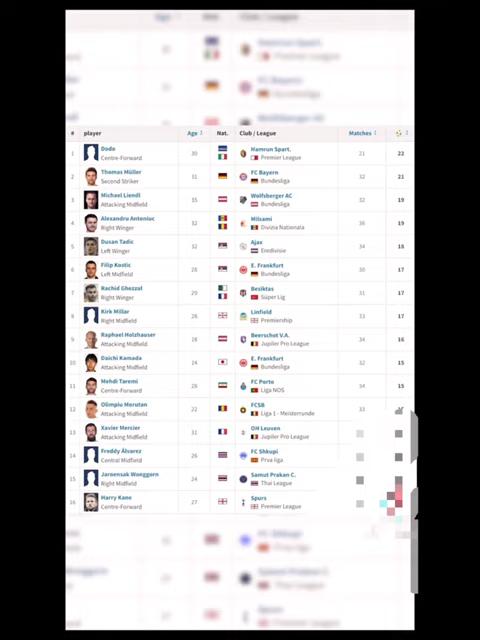 # player Age Nat. Club / League Matches
1 Dodo 30 Hamrun Spart. 21 22
Centre-Forward Premier League
2 Thomas Müller 31 FC Bayern 32 21
Second Striker Bundesliga
3 Michael Liendl 35 Wolfsberger AC 32 19
Attacking Midfield Bundesliga
4 Alexandru Antoniuc 32 Milsami 36 19
Right Winger Divizia Nationala
5 Dusan Tadic 32 Ajax 34 18
Left Winger Eredivisie
6 Filip Kostic 28 E. Frankfurt 30 17
Left Midfield Bundesliga
7 Rachid Ghezzal 29 Besiktas 31 17
Right Winger Süper Lig
8 Kirk Millar 28 Linfield 33 17
Right Midfield Premiership
9 Raphael Holzhauser 28 Beerschot V.A. 34 16
Attacking Midfield Jupiler Pro League
10 Daichi Kamada 24 E. Frankfurt 32 15
Attacking Midfield Bundesliga
11 Mehdi Taremi 28 FC Porto 34 15
Centre-Forward Liga NOS
12 Olimpiu Morutan 22 FCSB 33
Attacking Midfield Liga 1 - Meisterrunde
13 Xavier Mercier 31 OH Leuven
Attacking Midfield Jupiler Pro League
14 Freddy Álvarez 26 FC Shkupi
Central Midfield Prva liga
15 Jaroensak Wonggorn 24 Samut Prakan C.
Right Midfield Thai League
16 Harry Kane 27 Spurs
Centre-Forward Premier League